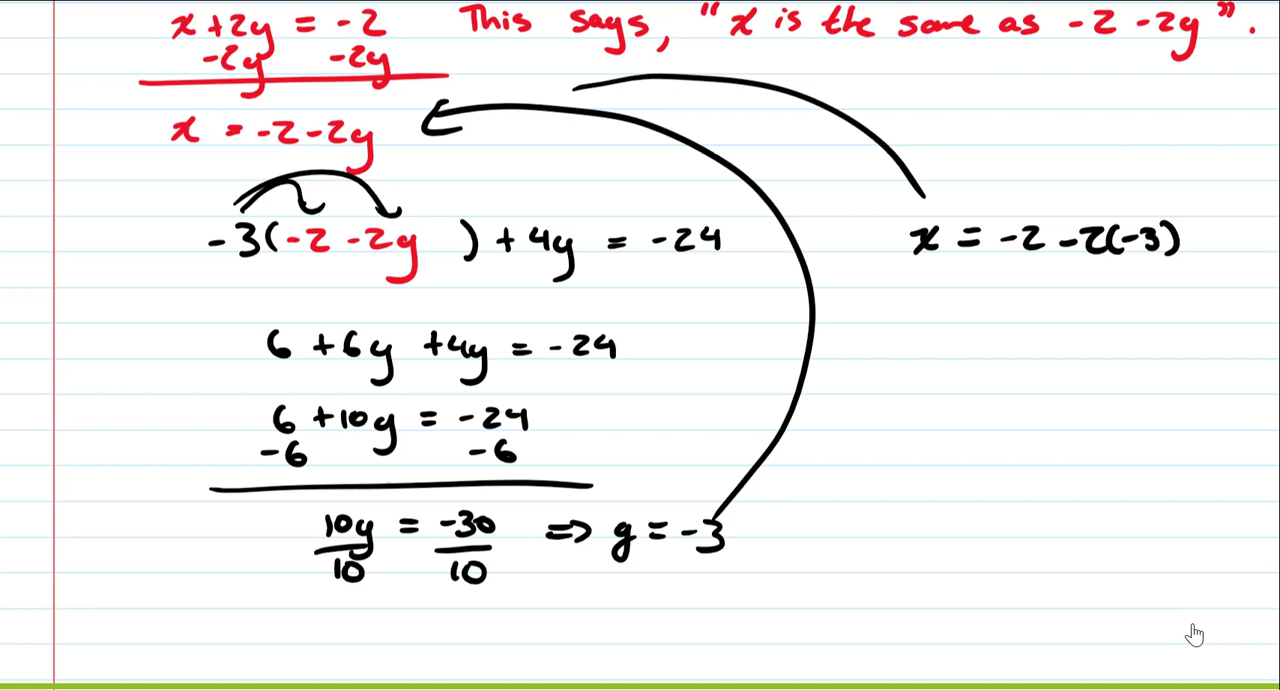 x + 2y = -2 This says, "x is the same as -2 -2y".
-2y -2y
x = -2 -2y
-3(-2 -2y ) + 4y = -24
x = -2 -2(-3)
6 + 6y + 4y = -24
6 + 10y = -24
-6 -6
10y = -30 => y = -3
10 10